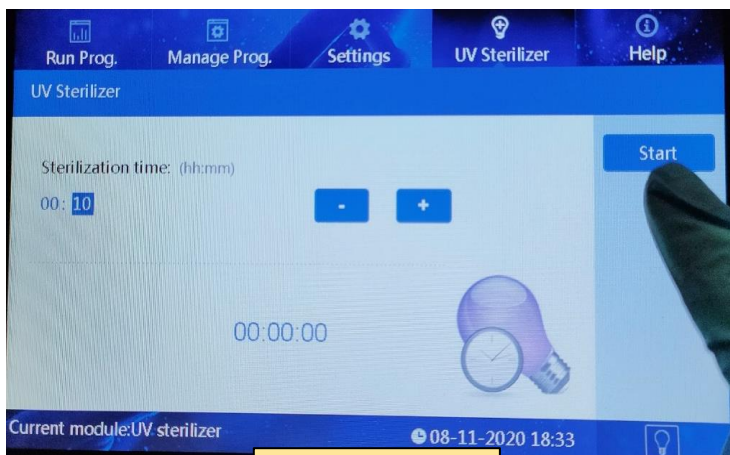 Run Prog. Manage Prog. Settings UV Sterilizer Help
UV Sterilizer
Start
Sterilization time: (hh:mm)
00: 10
- +
00:00:00
Current module:UV sterilizer 08-11-2020 18:33